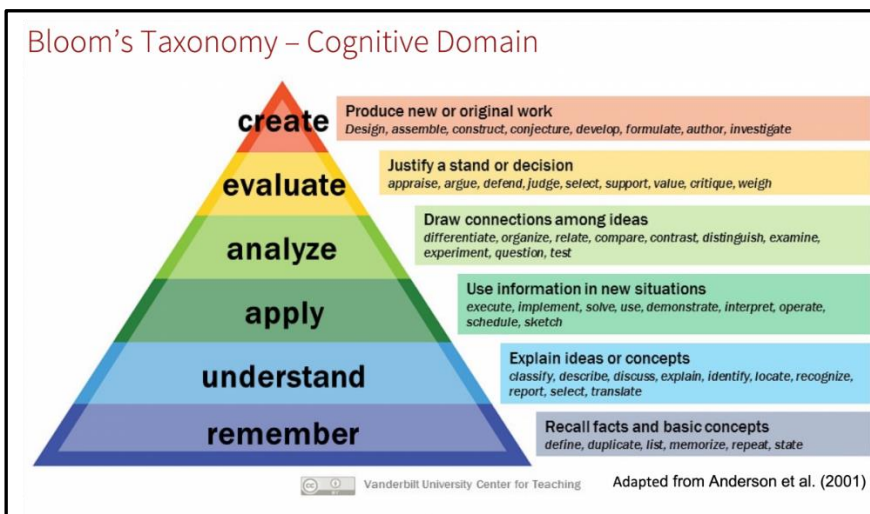 Bloom’s Taxonomy – Cognitive Domain
create
Produce new or original work
Design, assemble, construct, conjecture, develop, formulate, author, investigate
evaluate
Justify a stand or decision
appraise, argue, defend, judge, select, support, value, critique, weigh
analyze
Draw connections among ideas
differentiate, organize, relate, compare, contrast, distinguish, examine,
experiment, question, test
apply
Use information in new situations
execute, implement, solve, use, demonstrate, interpret, operate,
schedule, sketch
understand
Explain ideas or concepts
classify, describe, discuss, explain, identify, locate, recognize,
report, select, translate
remember
Recall facts and basic concepts
define, duplicate, list, memorize, repeat, state
cc
Vanderbilt University Center for Teaching
Adapted from Anderson et al. (2001)